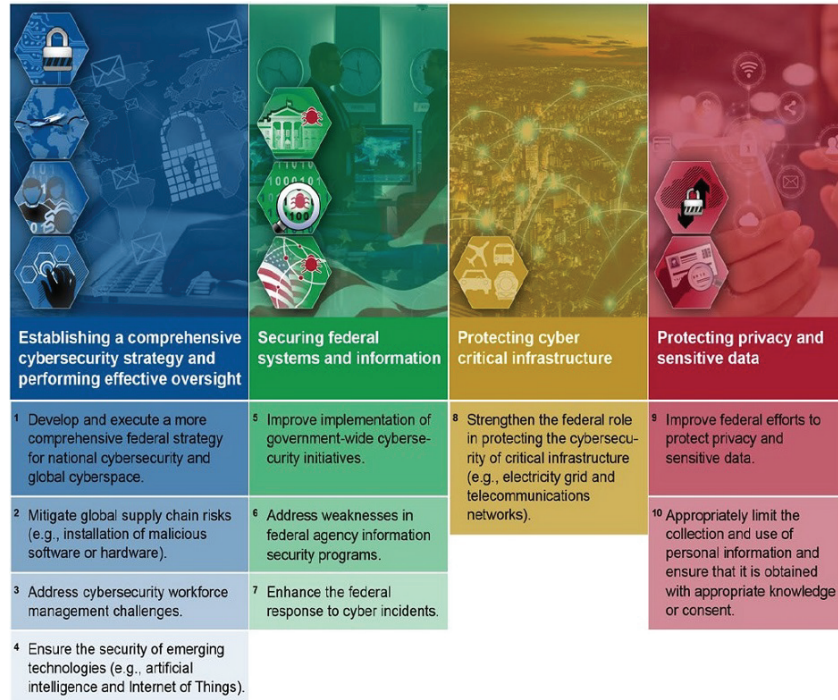 Establishing a comprehensive
cybersecurity strategy and
performing effective oversight
1 Develop and execute a more
comprehensive federal strategy
for national cybersecurity and
global cyberspace.
2 Mitigate global supply chain risks
(e.g., installation of malicious
software or hardware).
3 Address cybersecurity workforce
management challenges.
4 Ensure the security of emerging
technologies (e.g., artificial
intelligence and Internet of Things).
Securing federal
systems and information
5 Improve implementation of
government-wide cyberse-
curity initiatives.
6 Address weaknesses in
federal agency information
security programs.
7 Enhance the federal
response to cyber incidents.
Protecting cyber
critical infrastructure
8 Strengthen the federal role
in protecting the cybersecu-
rity of critical infrastructure
(e.g., electricity grid and
telecommunications
networks).
Protecting privacy and
sensitive data
9 Improve federal efforts to
protect privacy and
sensitive data.
10 Appropriately limit the
collection and use of
personal information and
ensure that it is obtained
with appropriate knowledge
or consent.